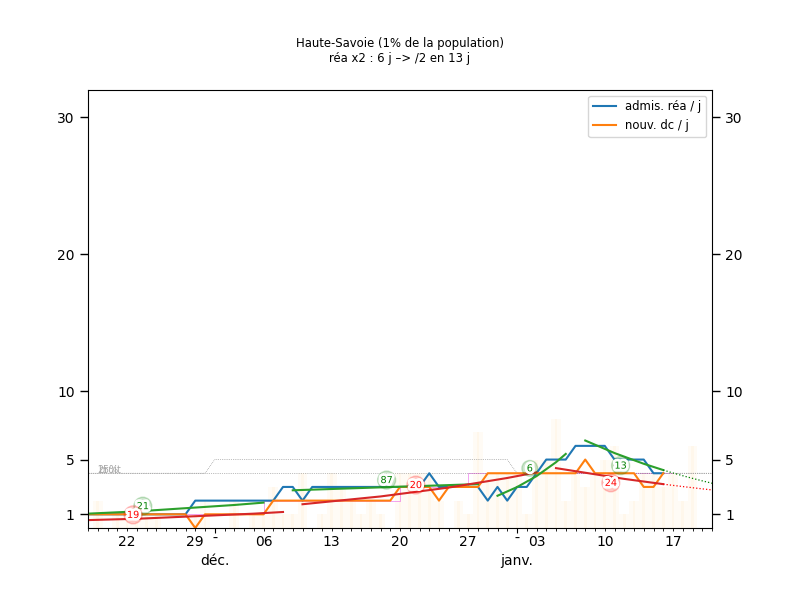 Haute-Savoie (1% de la population)
réa x2 : 6 j –> /2 en 13 j
admis. réa / j
nouv. dc / j
30 30
20 20
10 10
5 5
1 1
21
19
87
20
6
13
24
22 29 - 06 13 20 27 - 03 10 17
déc. janv.